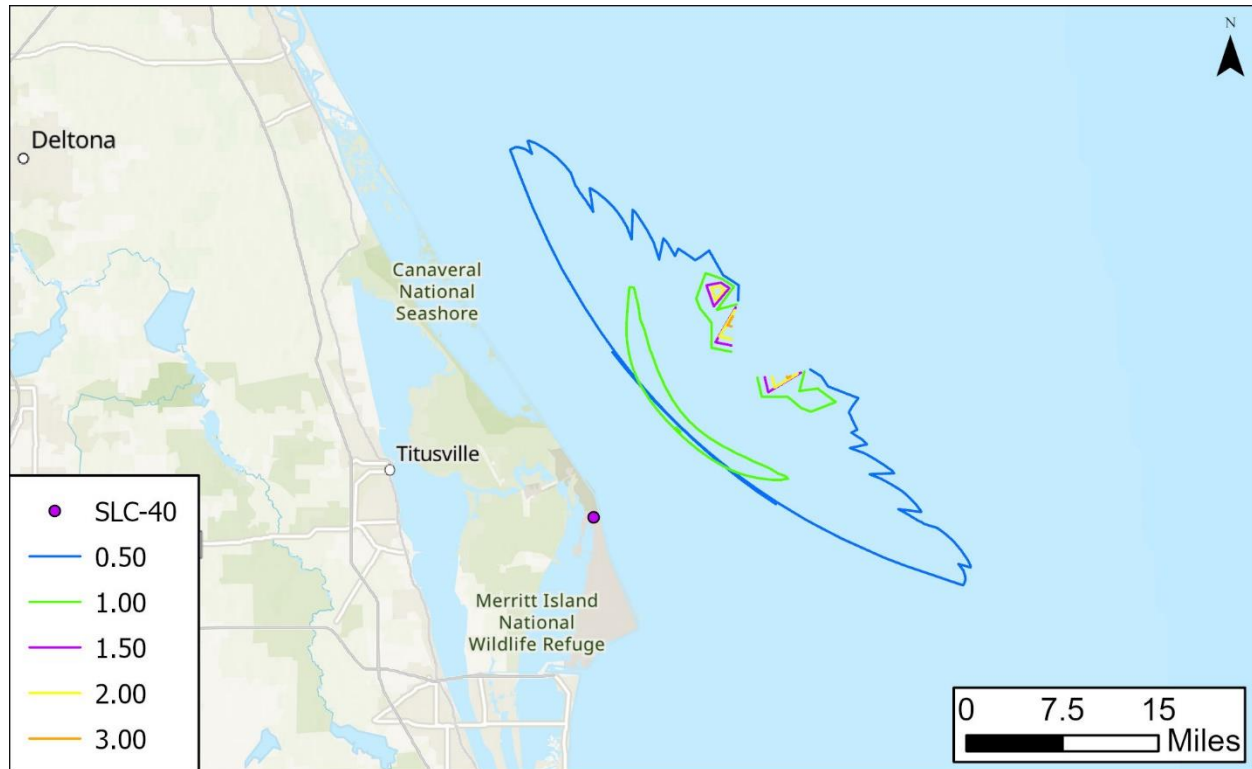 N
Deltona
Canaveral
National
Seashore
Titusville
Merritt Island
National
Wildlife Refuge
SLC-40
0.50
1.00
1.50
2.00
3.00
0 7.5 15
Miles